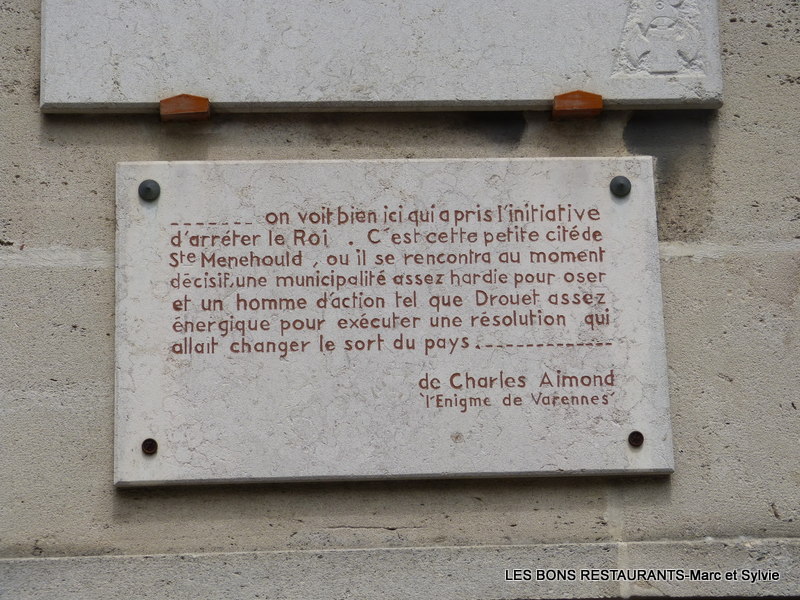 ------- on voit bien ici qui a pris l'initiative
d'arréter le Roi . C'est cette petite cité de
Ste Menehould , ou il se rencontra au moment
décisif, une municipalité assez hardie pour oser
et un homme d'action tel que Drouet assez
énergique pour exécuter une résolution qui
allait changer le sort du pays.---------------
de Charles Aimond
`l'Enigme de Varennes´
LES BONS RESTAURANTS-Marc et Sylvie